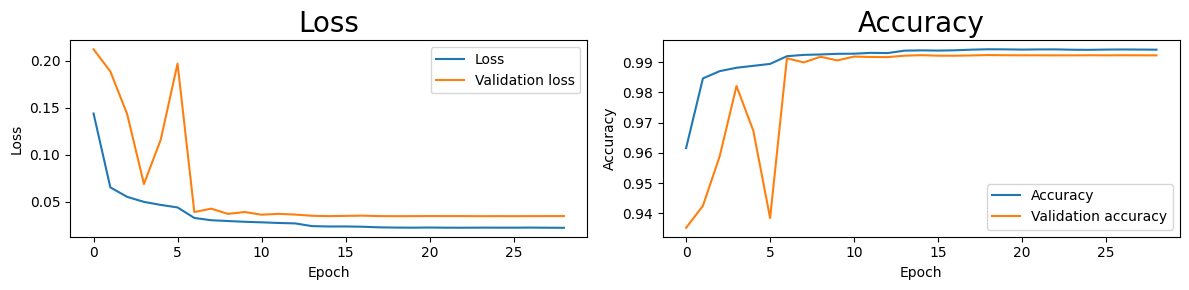 Loss
0.20
0.15
0.10
0.05
Loss
Loss
Validation loss
0
5
10
15
20
25
Epoch
Accuracy
0.99
0.98
0.97
0.96
0.95
0.94
Accuracy
Accuracy
Validation accuracy
0
5
10
15
20
25
Epoch